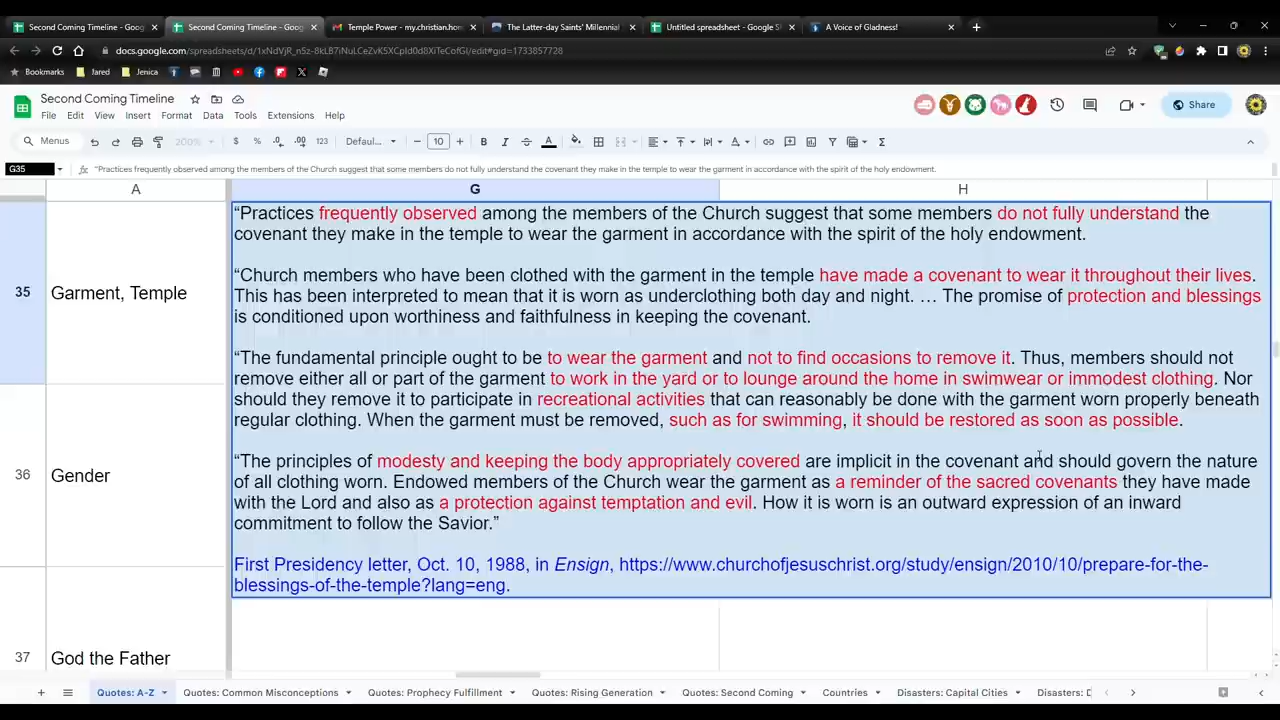 Second Coming Timeline - Goog
Second Coming Timeline - Goog
Temple Power - my.christian.hom
The Latter-day Saints' Millennial
Untitled spreadsheet - Google Sh
A Voice of Gladness!
docs.google.com/spreadsheets/d/1xNdVjR_n5z-8kLB7iNuLCeZvK5XCpId0d8XiTeCofGI/edit#gid=1733857728
Bookmarks Jared Jenica
Second Coming Timeline
File Edit View Insert Format Data Tools Extensions Help
Share
Menus 200% $ % .0 .00 123 Defaul... 10 B I A
G35 fx “Practices frequently observed among the members of the Church suggest that some members do not fully understand the covenant they make in the temple to wear the garment in accordance with the spirit of the holy endowment.
A G H
“Practices frequently observed among the members of the Church suggest that some members do not fully understand the
covenant they make in the temple to wear the garment in accordance with the spirit of the holy endowment.
“Church members who have been clothed with the garment in the temple have made a covenant to wear it throughout their lives.
35 Garment, Temple
This has been interpreted to mean that it is worn as underclothing both day and night. … The promise of protection and blessings
is conditioned upon worthiness and faithfulness in keeping the covenant.
“The fundamental principle ought to be to wear the garment and not to find occasions to remove it. Thus, members should not
remove either all or part of the garment to work in the yard or to lounge around the home in swimwear or immodest clothing. Nor
should they remove it to participate in recreational activities that can reasonably be done with the garment worn properly beneath
regular clothing. When the garment must be removed, such as for swimming, it should be restored as soon as possible.
“The principles of modesty and keeping the body appropriately covered are implicit in the covenant and should govern the nature
36 Gender
of all clothing worn. Endowed members of the Church wear the garment as a reminder of the sacred covenants they have made
with the Lord and also as a protection against temptation and evil. How it is worn is an outward expression of an inward
commitment to follow the Savior.”
First Presidency letter, Oct. 10, 1988, in Ensign, https://www.churchofjesuschrist.org/study/ensign/2010/10/prepare-for-the-
blessings-of-the-temple?lang=eng.
37 God the Father
Quotes: A-Z Quotes: Common Misconceptions Quotes: Prophecy Fulfillment Quotes: Rising Generation Quotes: Second Coming Countries Disasters: Capital Cities Disasters: D